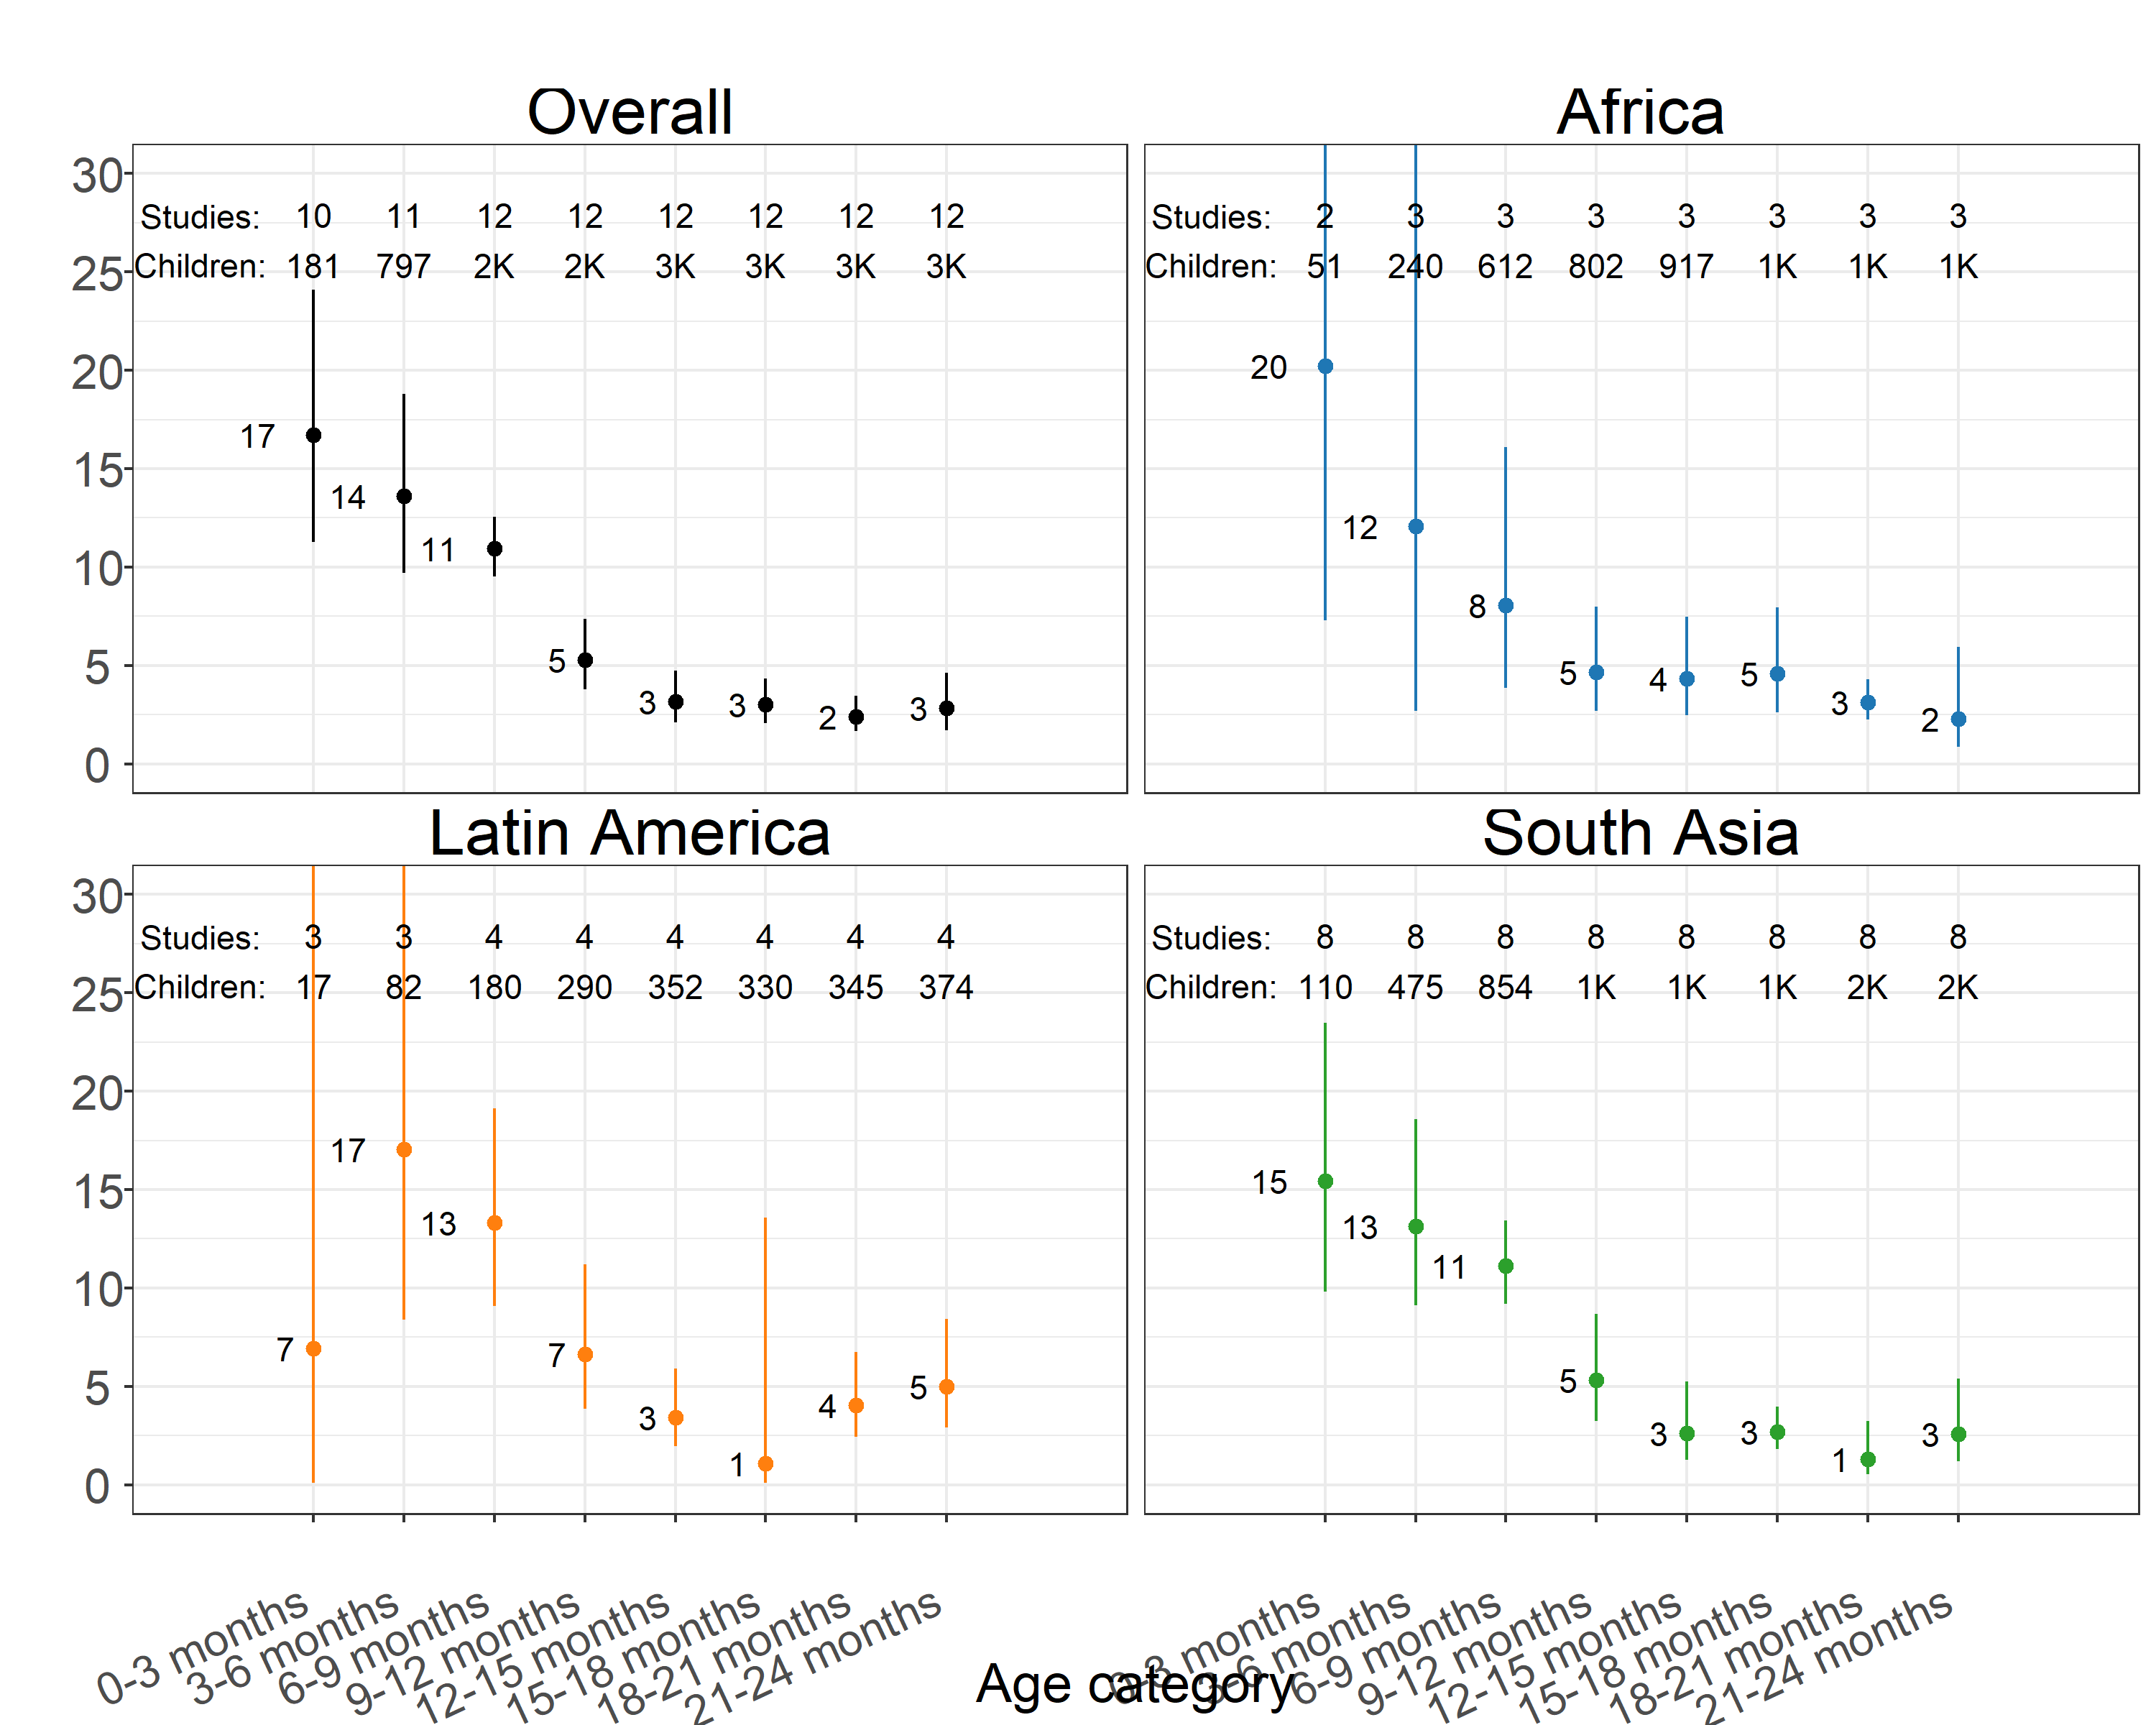 Overall
30
25
20
15
10
5
0
Studies: 10 11 12 12 12 12 12 12
Children: 181 797 2K 2K 3K 3K 3K 3K
17
14
11
5
3
3
2
3
Africa
Studies: 2 3 3 3 3 3 3 3
Children: 51 240 612 802 917 1K 1K 1K
20
12
8
5
4
5
3
2
Latin America
30
25
20
15
10
5
0
Studies: 3 3 4 4 4 4 4 4
Children: 17 82 180 290 352 330 345 374
7
17
13
7
3
1
4
5
South Asia
Studies: 8 8 8 8 8 8 8 8
Children: 110 475 854 1K 1K 1K 2K 2K
15
13
11
5
3
3
1
3
0-3 months
3-6 months
6-9 months
9-12 months
12-15 months
15-18 months
18-21 months
21-24 months
0-3 months
3-6 months
6-9 months
9-12 months
12-15 months
15-18 months
18-21 months
21-24 months
Age category